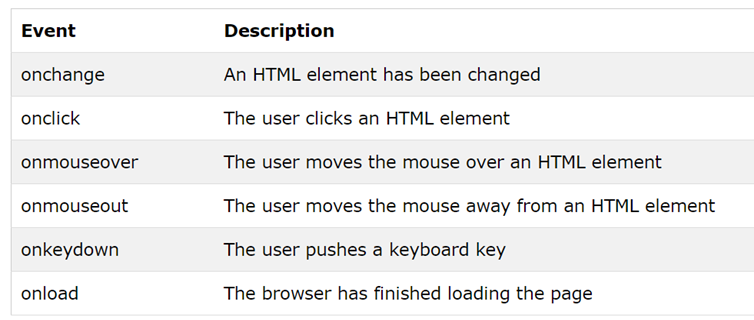 Event Description
onchange An HTML element has been changed
onclick The user clicks an HTML element
onmouseover The user moves the mouse over an HTML element
onmouseout The user moves the mouse away from an HTML element
onkeydown The user pushes a keyboard key
onload The browser has finished loading the page